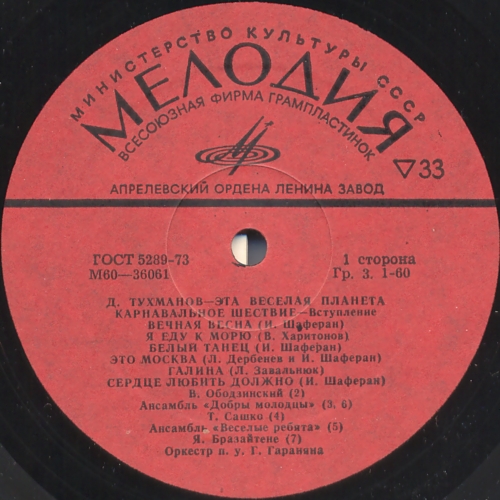 МИНИСТЕРСТВО КУЛЬТУРЫ СССР
МЕЛОДИЯ
ВСЕСОЮЗНАЯ ФИРМА ГРАМПЛАСТИНОК
▽33
АПРЕЛЕВСКИЙ ОРДЕНА ЛЕНИНА ЗАВОД
ГОСТ 5289-73 1 сторона
М60—36061 Гр. 3. 1-60
Д. ТУХМАНОВ—ЭТА ВЕСЕЛАЯ ПЛАНЕТА
КАРНАВАЛЬНОЕ ШЕСТВИЕ—Вступление
ВЕЧНАЯ ВЕСНА (И. Шаферан)
Я ЕДУ К МОРЮ (В. Харитонов)
БЕЛЫЙ ТАНЕЦ (И. Шаферан)
ЭТО МОСКВА (Л. Дербенев и И. Шаферан)
ГАЛИНА (Л. Завальнюк)
СЕРДЦЕ ЛЮБИТЬ ДОЛЖНО (И. Шаферан)
В. Ободзинский (2)
Ансамбль «Добры молодцы» (3, 6)
Т. Сашко (4)
Ансамбль «Веселые ребята» (5)
Я. Бразайтене (7)
Оркестр п. у. Г. Гараняна